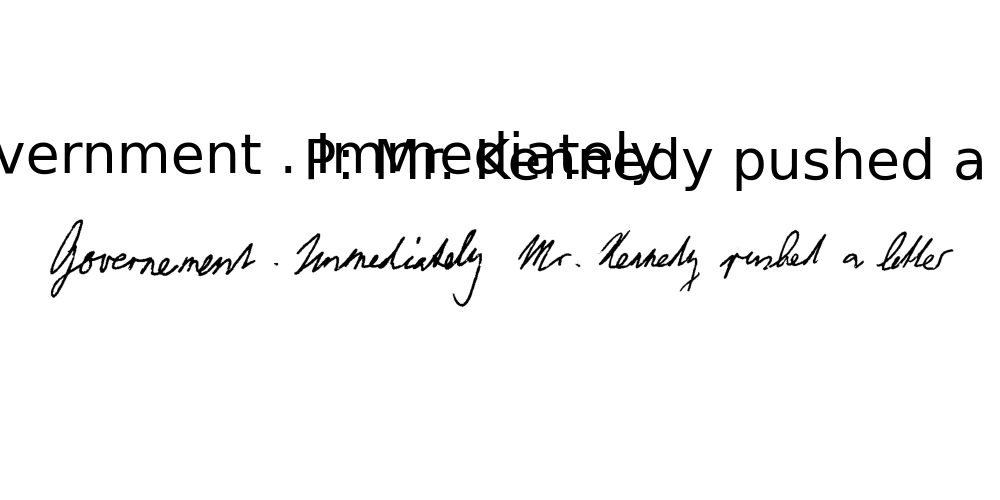 vernment . Immediately
P: Mr. Kennedy pushed a
Governement . Immediately Mr. Kennedy pushed a letter